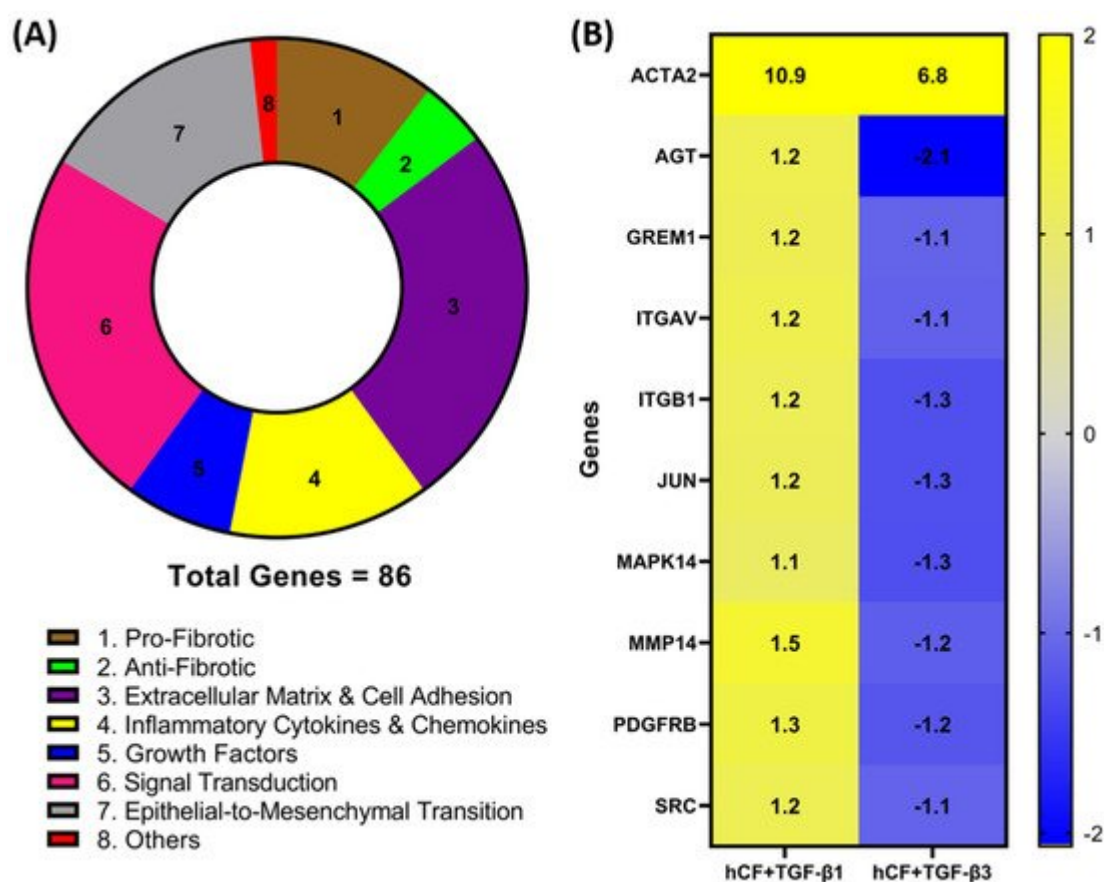 (A)
1
2
3
4
5
6
7
8
Total Genes = 86
1. Pro-Fibrotic
2. Anti-Fibrotic
3. Extracellular Matrix & Cell Adhesion
4. Inflammatory Cytokines & Chemokines
5. Growth Factors
6. Signal Transduction
7. Epithelial-to-Mesenchymal Transition
8. Others
(B)
Genes
ACTA2 10.9 6.8
AGT 1.2 -2.1
GREM1 1.2 -1.1
ITGAV 1.2 -1.1
ITGB1 1.2 -1.3
JUN 1.2 -1.3
MAPK14 1.1 -1.3
MMP14 1.5 -1.2
PDGFRB 1.3 -1.2
SRC 1.2 -1.1
hCF+TGF-β1 hCF+TGF-β3
2
1
0
-1
-2